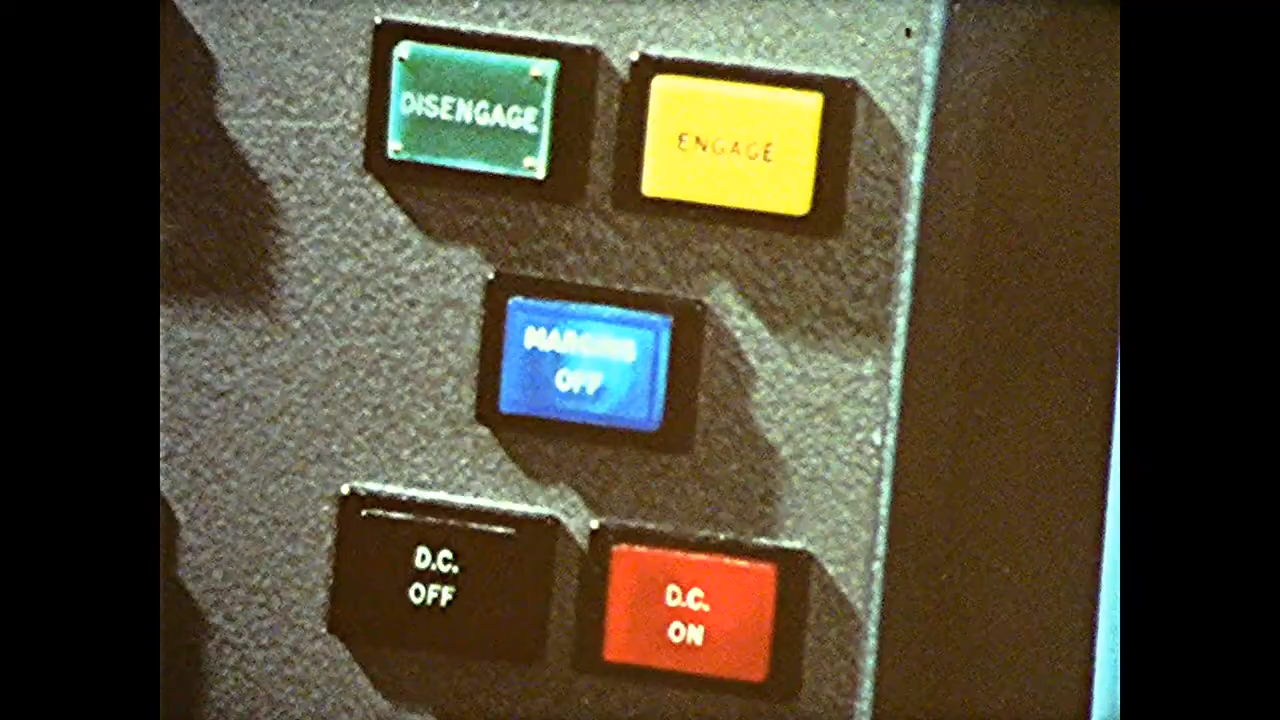 DISENGAGE
ENGAGE
OFF
D.C.
OFF
D.C.
ON